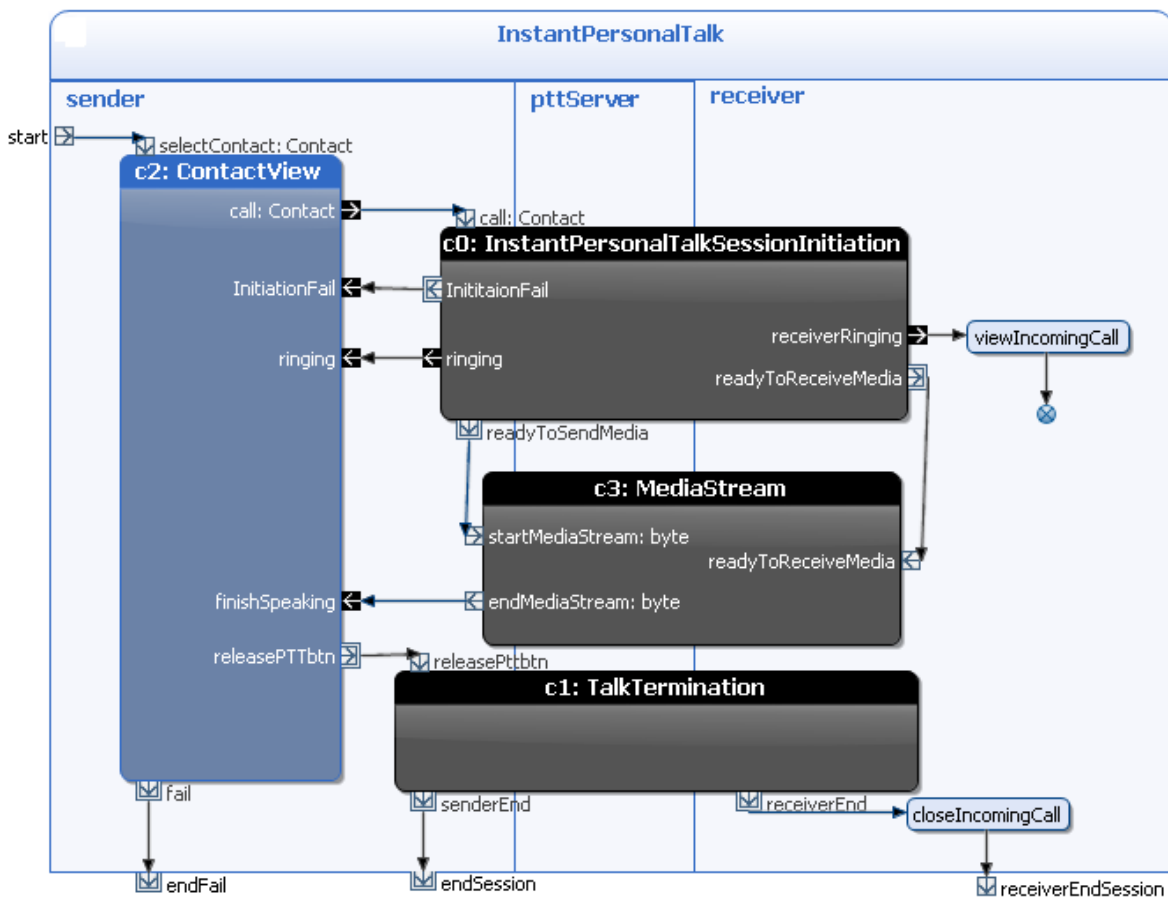 InstantPersonalTalk
sender
pttServer
receiver
start
selectContact: Contact
c2: ContactView
call: Contact
call: Contact
c0: InstantPersonalTalkSessionInitiation
InitiationFail
InititaionFail
receiverRinging
viewIncomingCall
ringing
ringing
readyToReceiveMedia
readyToSendMedia
c3: MediaStream
startMediaStream: byte
readyToReceiveMedia
finishSpeaking
endMediaStream: byte
releasePTTbtn
releasePttbtn
c1: TalkTermination
fail
senderEnd
receiverEnd
closeIncomingCall
endFail
endSession
receiverEndSession